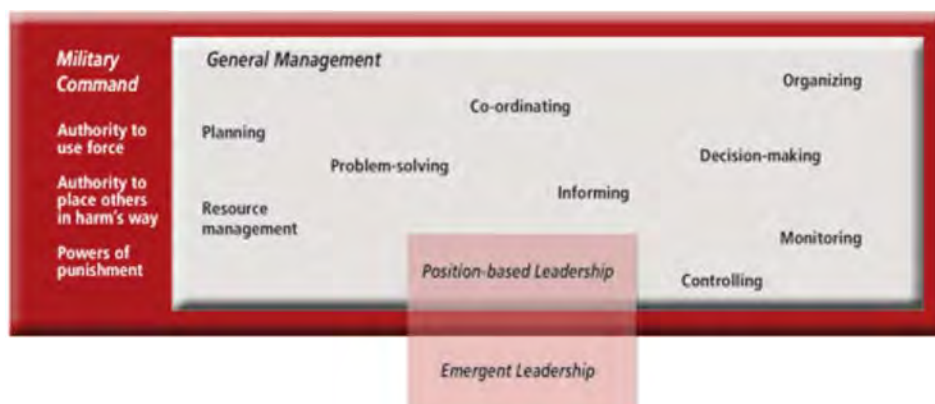 Military
Command
Authority to
use force
Authority to
place others
in harm's way
Powers of
punishment
General Management
Organizing
Co-ordinating
Planning
Decision-making
Problem-solving
Informing
Resource
management
Monitoring
Position-based Leadership
Controlling
Emergent Leadership